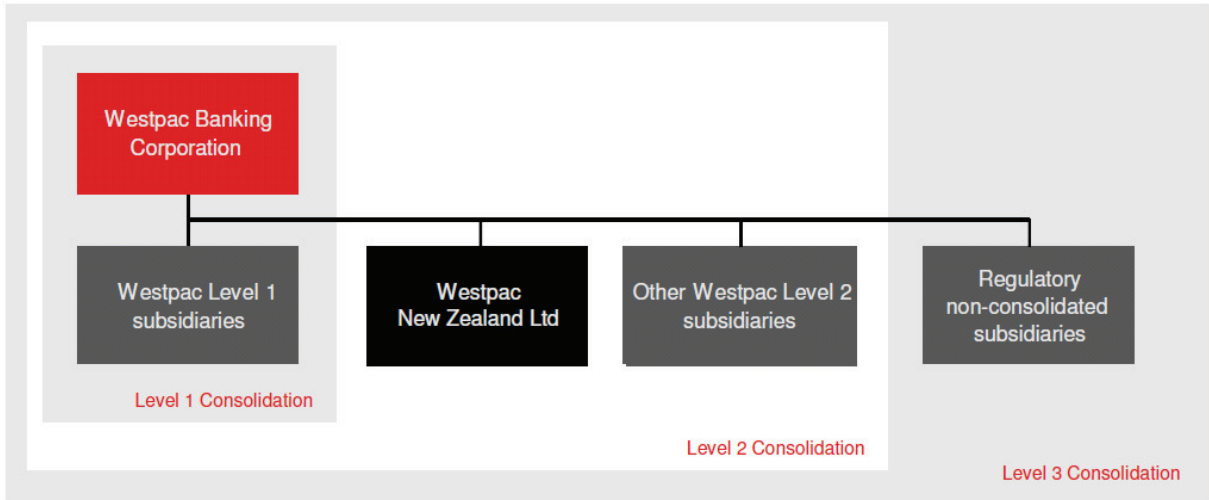 Westpac Banking
Corporation
Westpac Level 1
subsidiaries
Westpac
New Zealand Ltd
Other Westpac Level 2
subsidiaries
Regulatory
non-consolidated
subsidiaries
Level 1 Consolidation
Level 2 Consolidation
Level 3 Consolidation